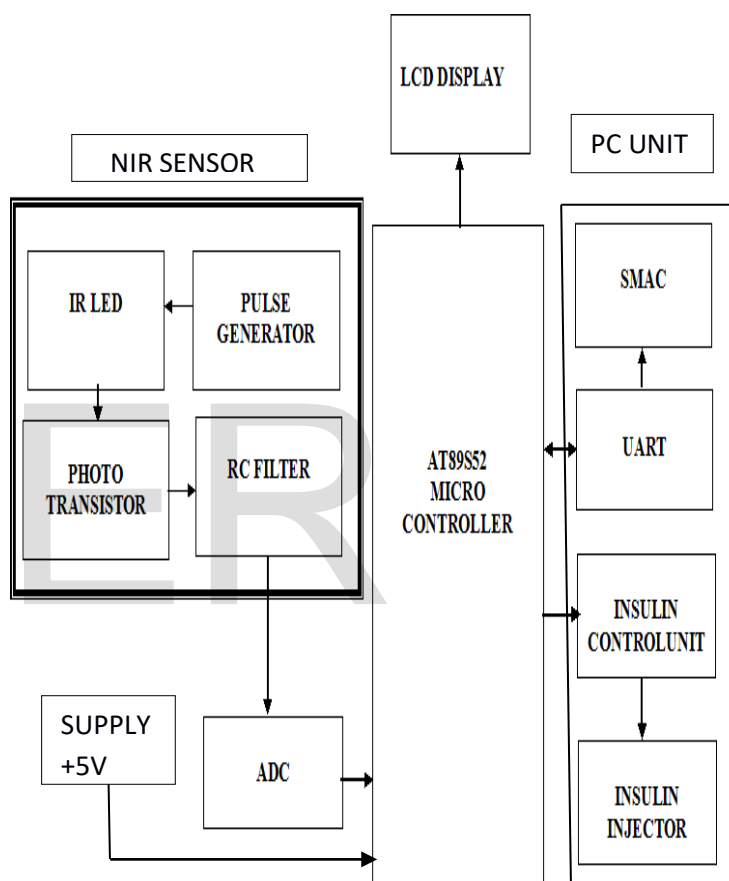 LCD DISPLAY
NIR SENSOR
PC UNIT
IR LED
PULSE
GENERATOR
SMAC
PHOTO
TRANSISTOR
RC FILTER
AT89S52
MICRO
CONTROLLER
UART
ER
INSULIN
CONTROLUNIT
SUPPLY
+5V
ADC
INSULIN
INJECTOR